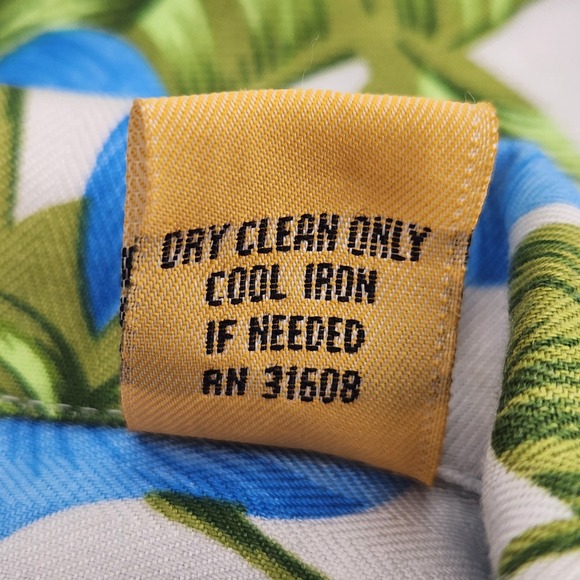 DRY CLEAN ONLY
COOL IRON
IF NEEDED
RN 31608